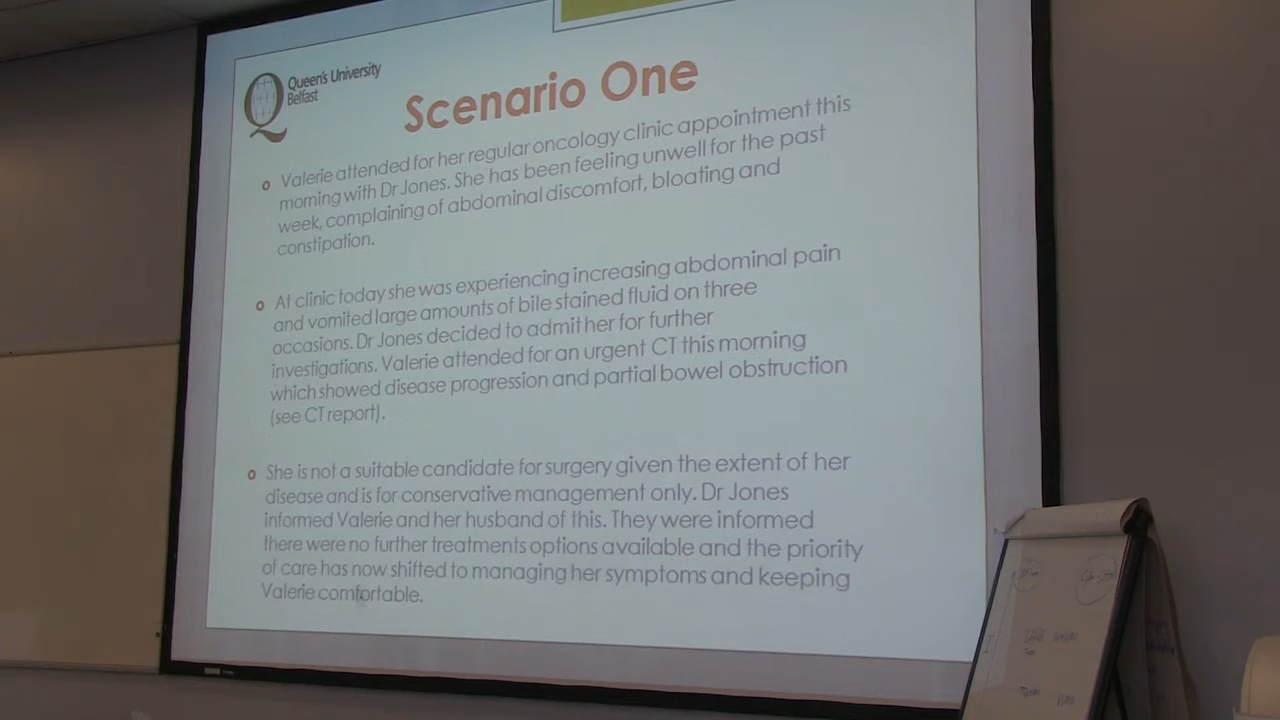 Queen's University
Belfast
Scenario One
Valerie attended for her regular oncology clinic appointment this
morning with Dr Jones. She has been feeling unwell for the past
week, complaining of abdominal discomfort, bloating and
constipation.
At clinic today she was experiencing increasing abdominal pain
and vomited large amounts of bile stained fluid on three
occasions. Dr Jones decided to admit her for further
investigations. Valerie attended for an urgent CT this morning
which showed disease progression and partial bowel obstruction
(see CT report).
She is not a suitable candidate for surgery given the extent of her
disease and is for conservative management only. Dr Jones
informed Valerie and her husband of this. They were informed
there were no further treatments options available and the priority
of care has now shifted to managing her symptoms and keeping
Valerie comfortable.